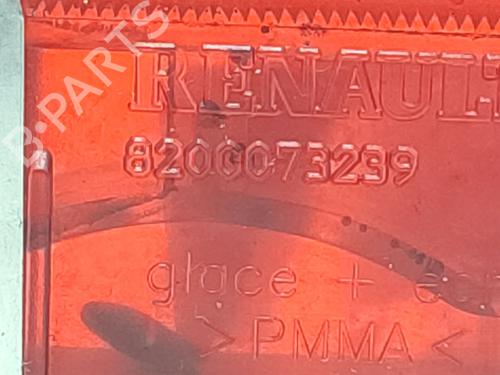 B-PARTS
RENAULT
8200073239
glace +
>PMMA<